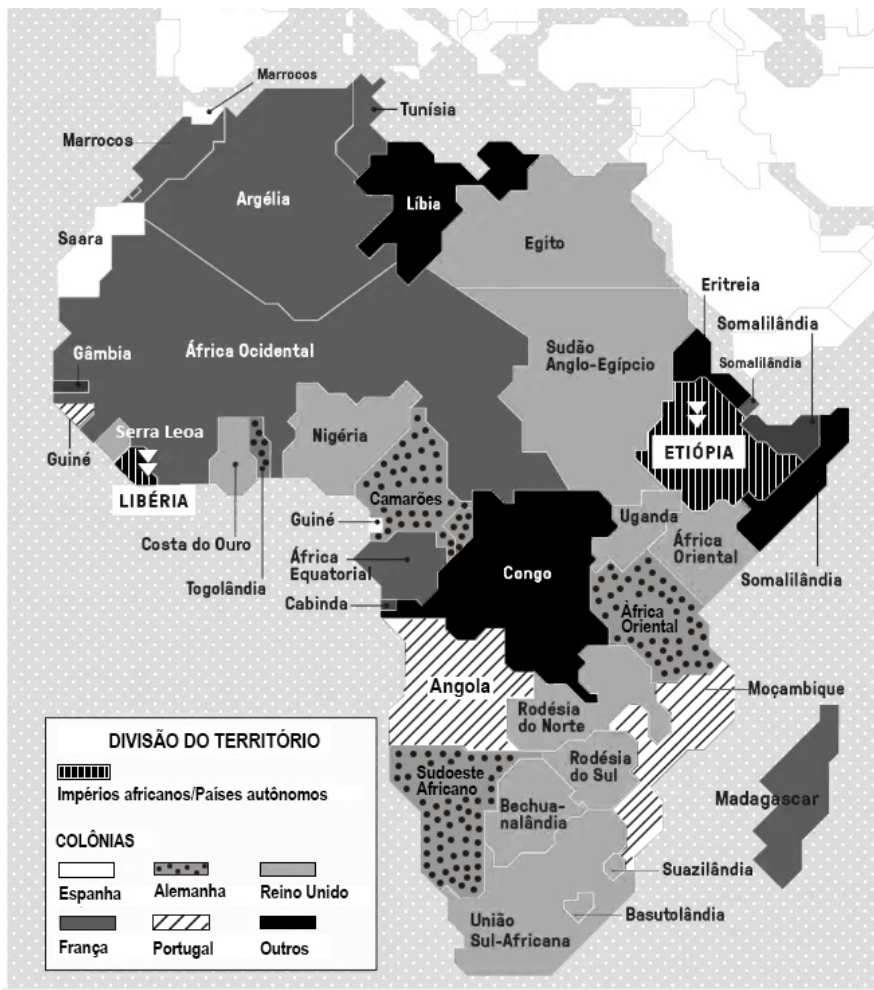 Marrocos
Marrocos
Tunísia
Argélia
Líbia
Saara
Egito
Eritreia
Somalilândia
Gâmbia
África Ocidental
Sudão
Anglo-Egípcio
Somalilândia
Serra Leoa
Nigéria
ETIÓPIA
Guiné
LIBÉRIA
Camarões
Guiné
Uganda
Costa do Ouro
África
Equatorial
Congo
África
Oriental
Togolândia
Somalilândia
Cabinda
Àfrica
Oriental
Angola
Moçambique
Rodésia
do Norte
DIVISÃO DO TERRITÓRIO
Sudoeste
Africano
Rodésia
do Sul
Impérios africanos/Países autônomos
Bechua-
nalândia
Madagascar
COLÔNIAS
Espanha
Alemanha
Reino Unido
Suazilândia
União
Sul-Africana
Basutolândia
França
Portugal
Outros